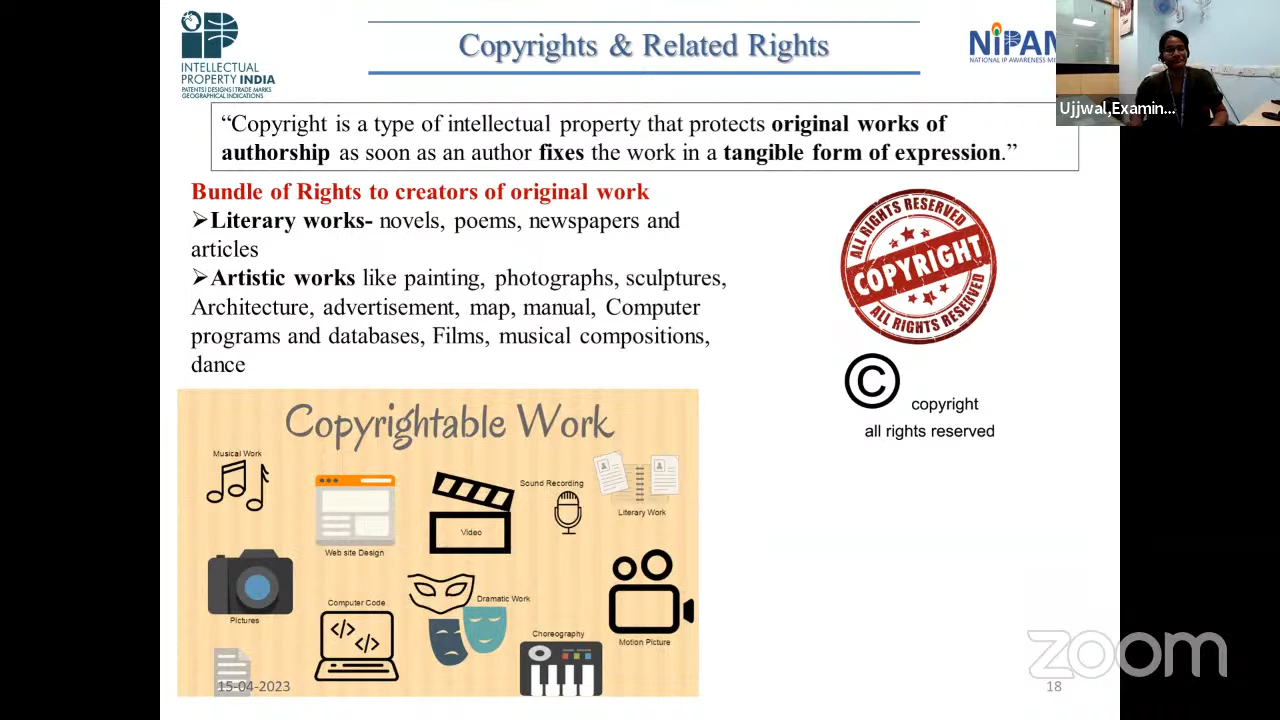 INTELLECTUAL
PROPERTY INDIA
PATENTS | DESIGNS | TRADE MARKS
GEOGRAPHICAL INDICATIONS
Copyrights & Related Rights
NiPAM
NATIONAL IP AWARENESS MI
Ujjwal,Examin...
“Copyright is a type of intellectual property that protects original works of
authorship as soon as an author fixes the work in a tangible form of expression.”
Bundle of Rights to creators of original work
➢Literary works- novels, poems, newspapers and
articles
➢Artistic works like painting, photographs, sculptures,
Architecture, advertisement, map, manual, Computer
programs and databases, Films, musical compositions,
dance
ALL RIGHTS RESERVED
COPYRIGHT
ALL RIGHTS RESERVED
© copyright
all rights reserved
Copyrightable Work
Musical Work
Web site Design
Video
Sound Recording
Literary Work
Pictures
Computer Code
</>
</>
Dramatic Work
Choreography
Motion Picture
15-04-2023
18
zoom